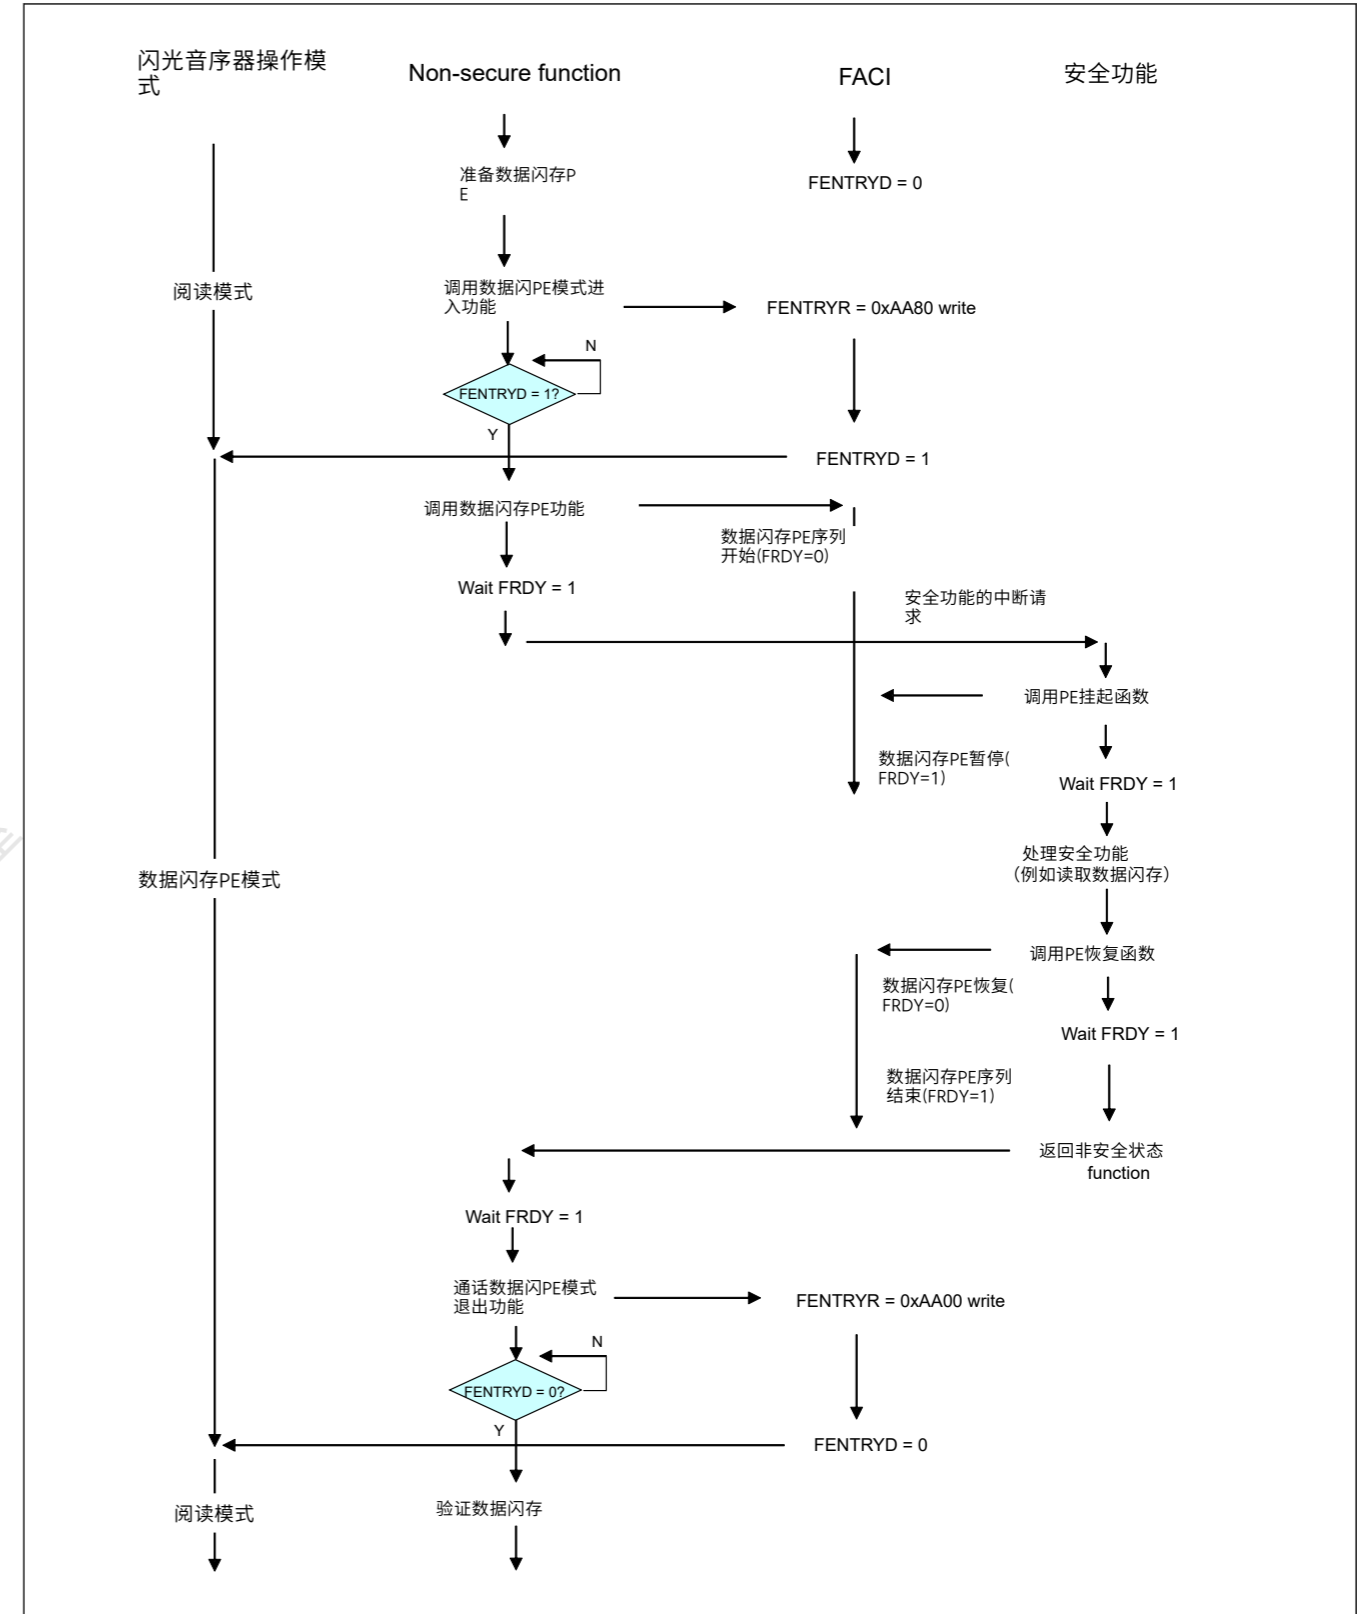 闪光音序器操作模
式
Non-secure function
FACI
安全功能
准备数据闪存P
E
FENTRYD = 0
阅读模式
调用数据闪PE模式进
入功能
FENTRYR = 0xAA80 write
N
FENTRYD = 1?
Y
FENTRYD = 1
调用数据闪存PE功能
数据闪存PE序列
开始(FRDY=0)
Wait FRDY = 1
安全功能的中断请
求
调用PE挂起函数
数据闪存PE暂停(
FRDY=1)
Wait FRDY = 1
处理安全功能
（例如读取数据闪存）
数据闪存PE模式
调用PE恢复函数
数据闪存PE恢复(
FRDY=0)
Wait FRDY = 1
数据闪存PE序列
结束(FRDY=1)
返回非安全状态
function
Wait FRDY = 1
通话数据闪PE模式
退出功能
FENTRYR = 0xAA00 write
N
FENTRYD = 0?
Y
FENTRYD = 0
阅读模式
验证数据闪存